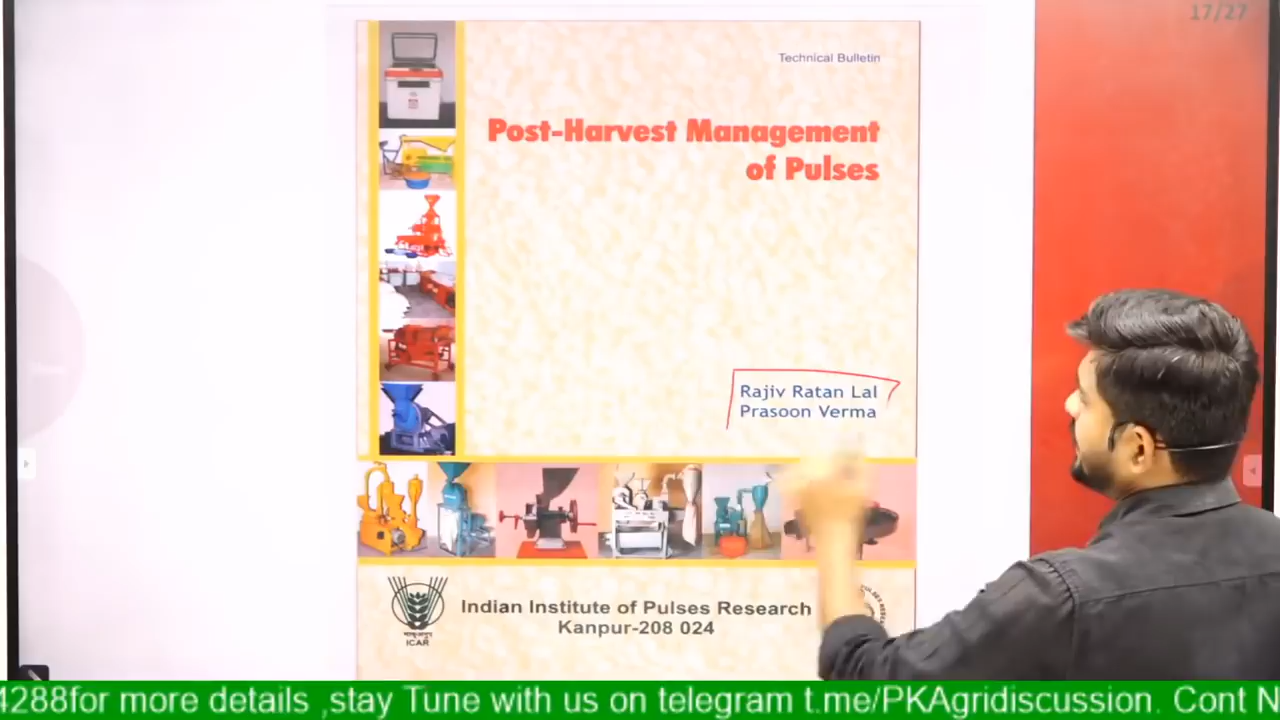 17/27
Technical Bulletin
Post-Harvest Management
of Pulses
Rajiv Ratan Lal
Prasoon Verma
Indian Institute of Pulses Research
Kanpur-208 024
भाकृअनुप
ICAR
4288for more details ,stay Tune with us on telegram t.me/PKAgridiscussion. Cont N